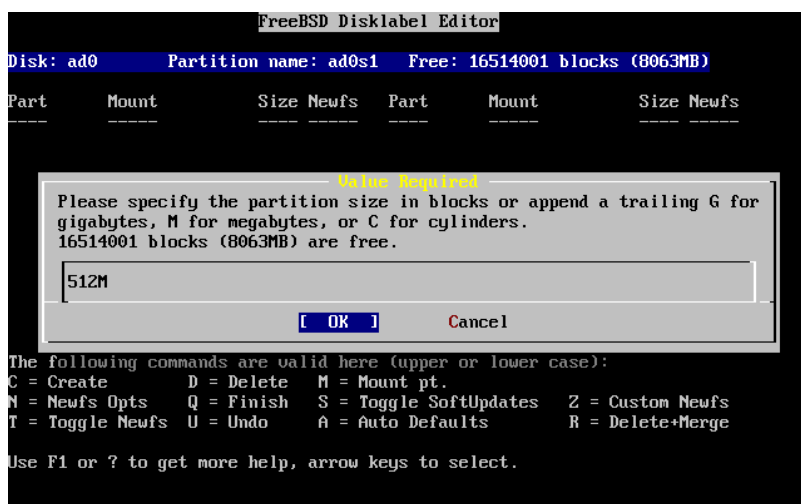 FreeBSD Disklabel Editor
Disk: ad0 Partition name: ad0s1 Free: 16514001 blocks (8063MB)
Part Mount Size Newfs Part Mount Size Newfs
---- ----- ---- ----- ---- ----- ---- -----
Value Required
Please specify the partition size in blocks or append a trailing G for
gigabytes, M for megabytes, or C for cylinders.
16514001 blocks (8063MB) are free.
512M
[ OK ] Cancel
The following commands are valid here (upper or lower case):
C = Create D = Delete M = Mount pt.
N = Newfs Opts Q = Finish S = Toggle SoftUpdates Z = Custom Newfs
T = Toggle Newfs U = Undo A = Auto Defaults R = Delete+Merge
Use F1 or ? to get more help, arrow keys to select.